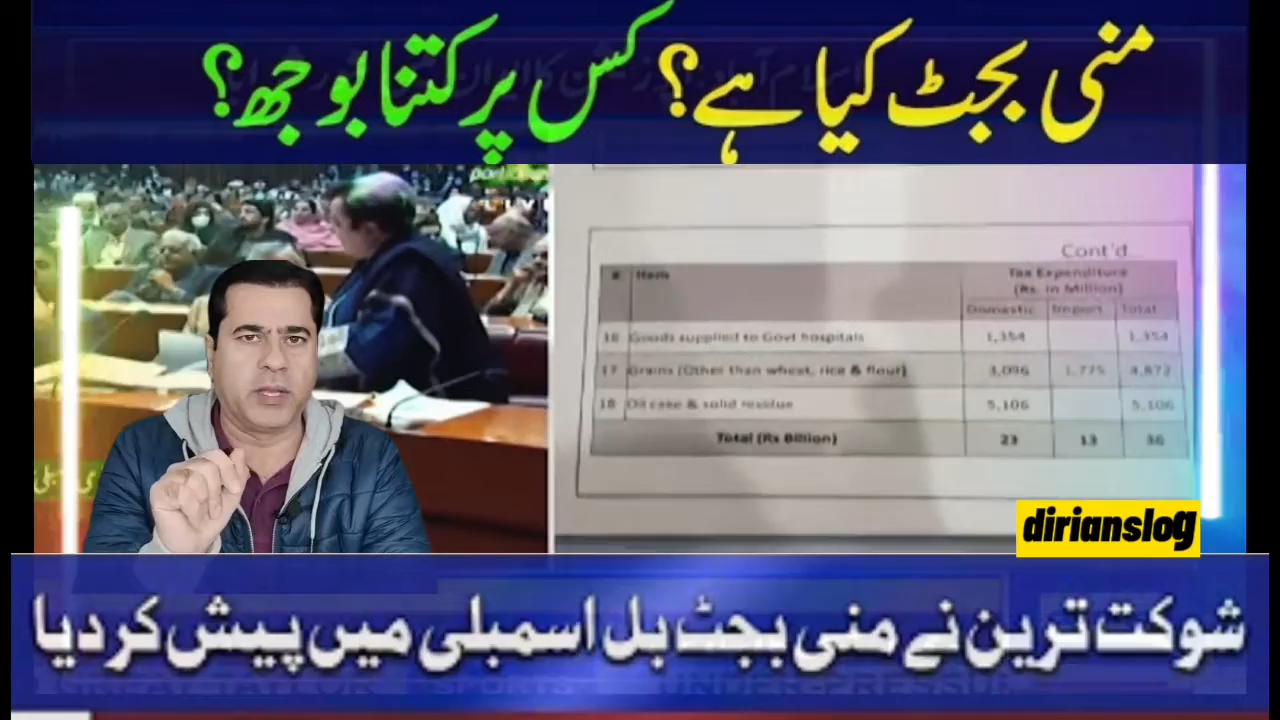 منی بجٹ کیا ہے؟ کس پر کتنا بوجھ؟
Cont'd
# Item Tax Expenditure
(Rs. in Million)
Domestic Import Total
16 Goods supplied to Govt hospitals 1,354 1,354
17 Grains (Other than wheat, rice & flour) 3,096 1,775 4,872
18 Oil cake & solid residue 5,106 5,106
Total (Rs Billion) 23 13 36
dirianslog
شوکت ترین نے منی بجٹ بل اسمبلی میں پیش کر دیا